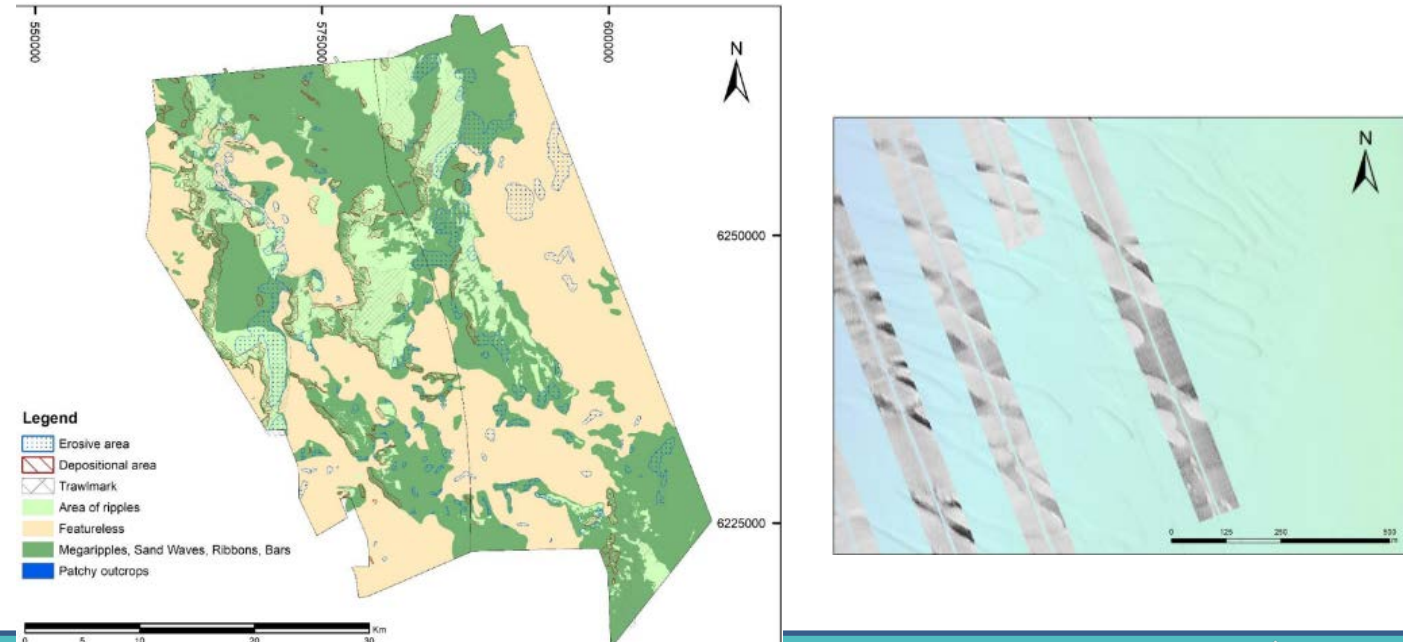 550000
575000
600000
N
6250000
6225000
Legend
Erosive area
Depositional area
Trawlmark
Area of ripples
Featureless
Megaripples, Sand Waves, Ribbons, Bars
Patchy outcrops
0 5 10 20 30 Km
N
0 125 250 500